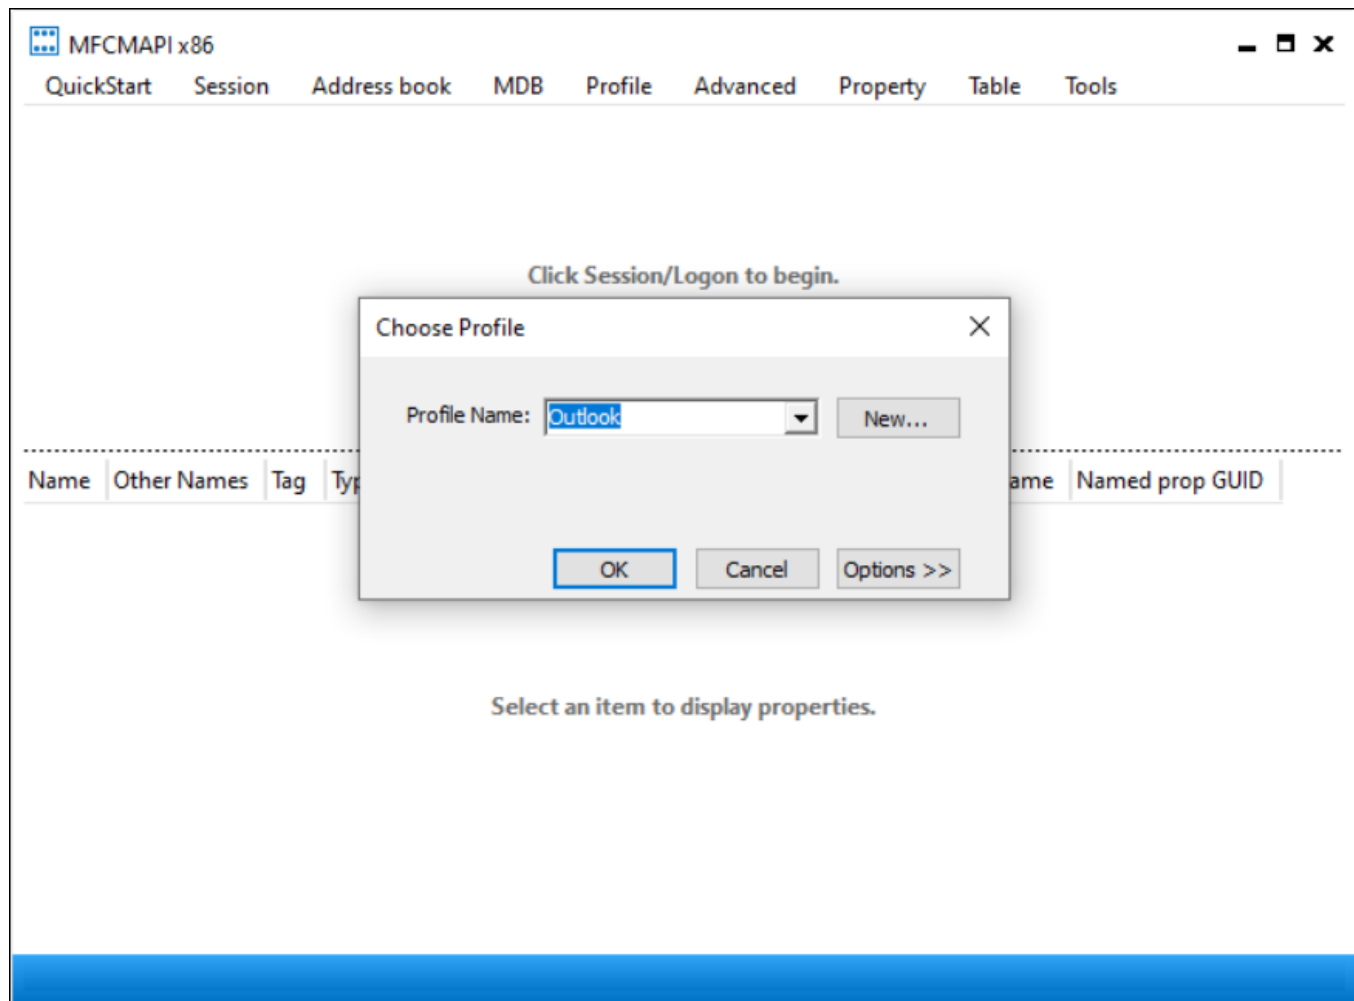 MFCMAPI x86
QuickStart Session Address book MDB Profile Advanced Property Table Tools
Click Session/Logon to begin.
Choose Profile
Profile Name: Outlook New...
Name Other Names Tag Typ ame Named prop GUID
OK Cancel Options >>
Select an item to display properties.